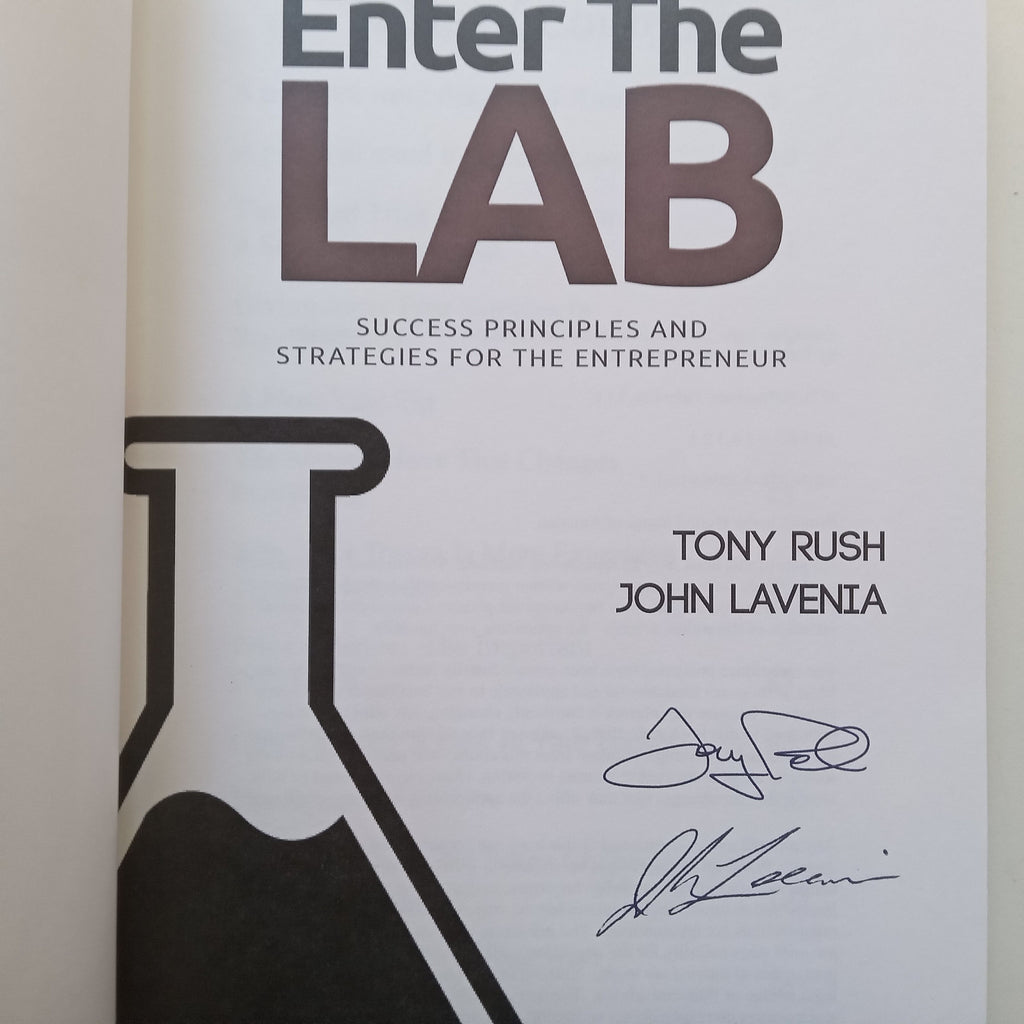 Enter The
LAB
SUCCESS PRINCIPLES AND
STRATEGIES FOR THE ENTREPRENEUR
TONY RUSH
JOHN LAVENIA